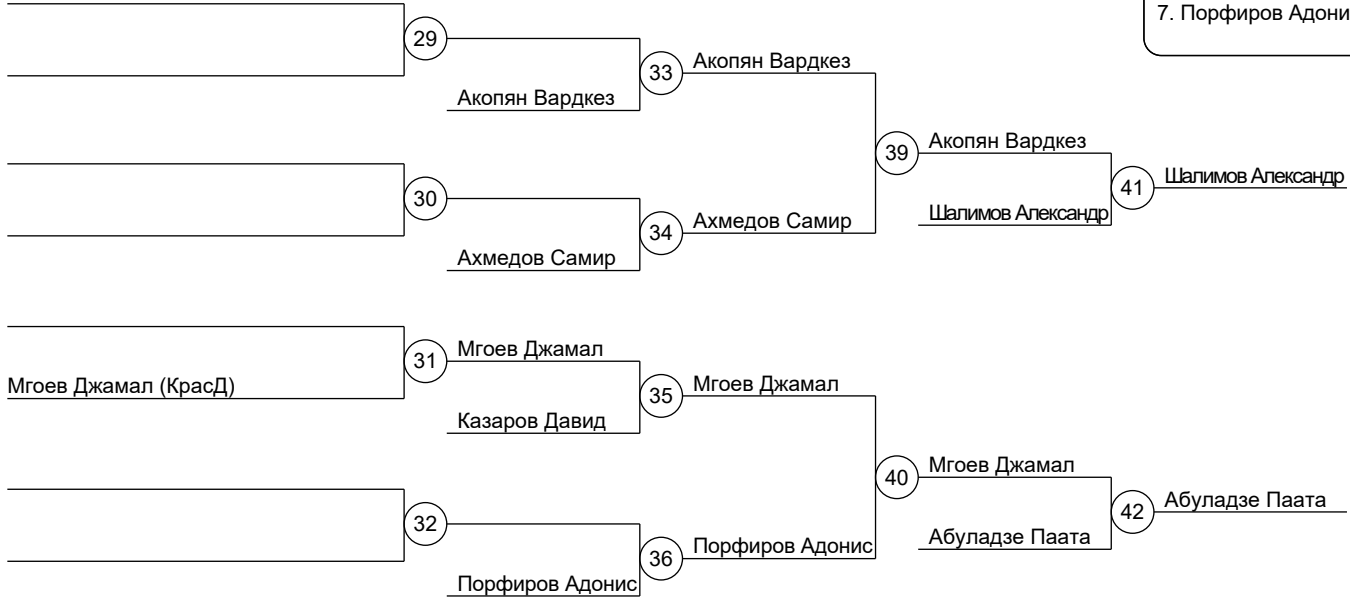 7. Порфиров Адони
29
33
Акопян Вардкез
Акопян Вардкез
39
Акопян Вардкез
41
Шалимов Александр
30
34
Ахмедов Самир
Шалимов Александр
Ахмедов Самир
31
Мгоев Джамал
Мгоев Джамал (КрасД)
35
Мгоев Джамал
Казаров Давид
40
Мгоев Джамал
42
Абуладзе Паата
32
36
Порфиров Адонис
Абуладзе Паата
Порфиров Адонис